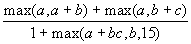 max(a, a + b) + max(a, b + c)
1 + max(a + bc, b, 15)